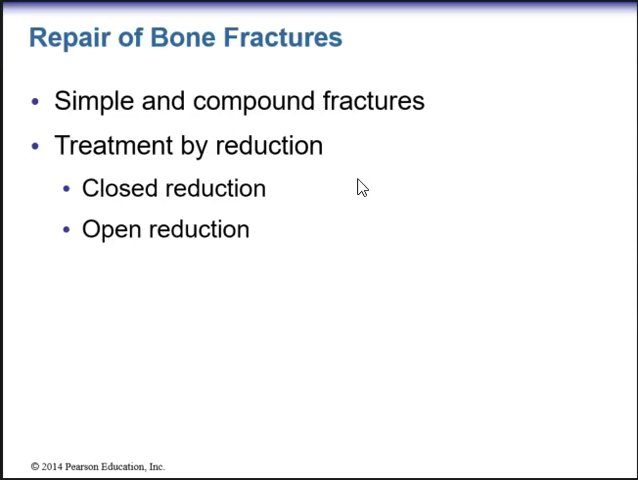 Repair of Bone Fractures
• Simple and compound fractures
• Treatment by reduction
• Closed reduction
• Open reduction
© 2014 Pearson Education, Inc.